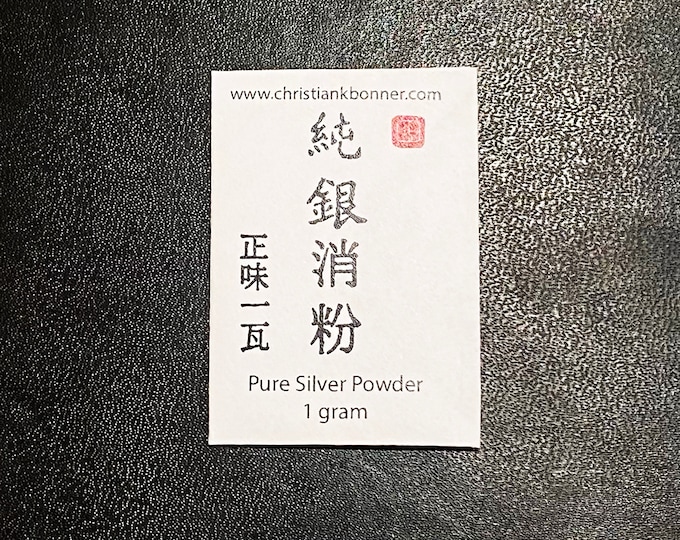 www.christiankbonner.com
純銀消粉
正味一瓦
Pure Silver Powder
1 gram